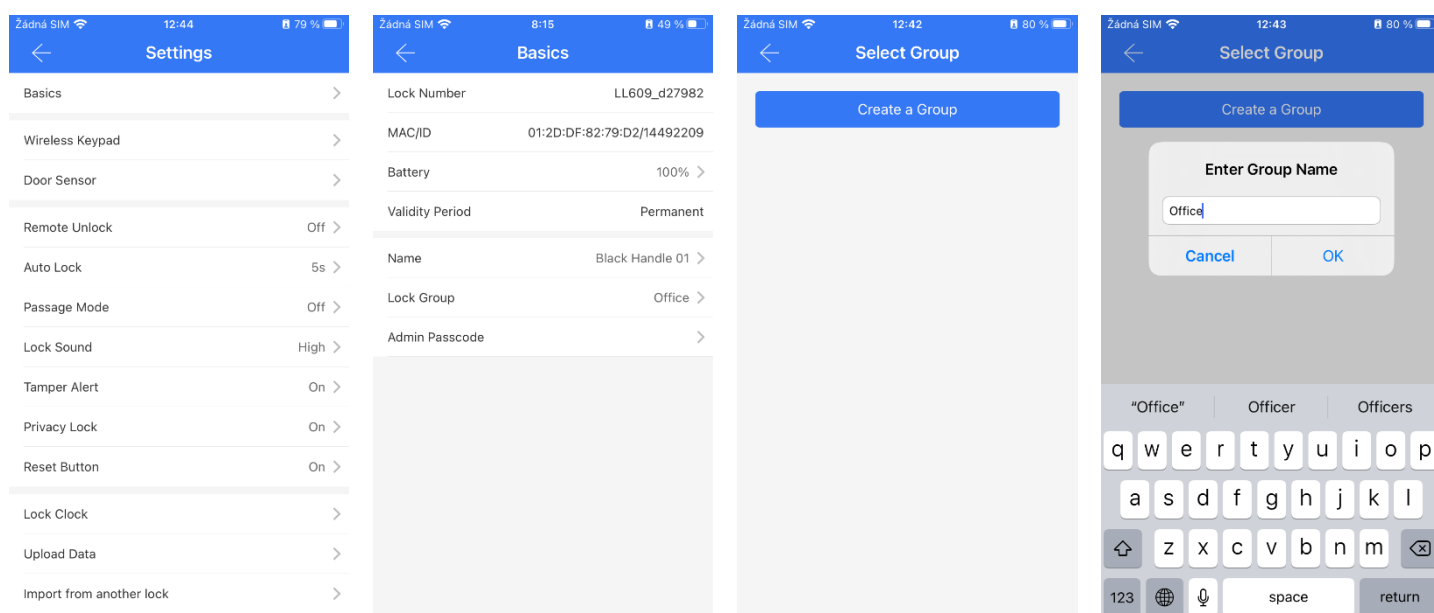 Žádná SIM 12:44 79 %
Settings
Basics
Wireless Keypad
Door Sensor
Remote Unlock Off
Auto Lock 5s
Passage Mode Off
Lock Sound High
Tamper Alert On
Privacy Lock On
Reset Button On
Lock Clock
Upload Data
Import from another lock
Žádná SIM 8:15 49 %
Basics
Lock Number LL609_d27982
MAC/ID 01:2D:DF:82:79:D2/14492209
Battery 100%
Validity Period Permanent
Name Black Handle 01
Lock Group Office
Admin Passcode
Žádná SIM 12:42 80 %
Select Group
Create a Group
Žádná SIM 12:43 80 %
Select Group
Create a Group
Enter Group Name
Office
Cancel OK
"Office" Officer Officers
q w e r t y u i o p
a s d f g h j k l
z x c v b n m
123 space return